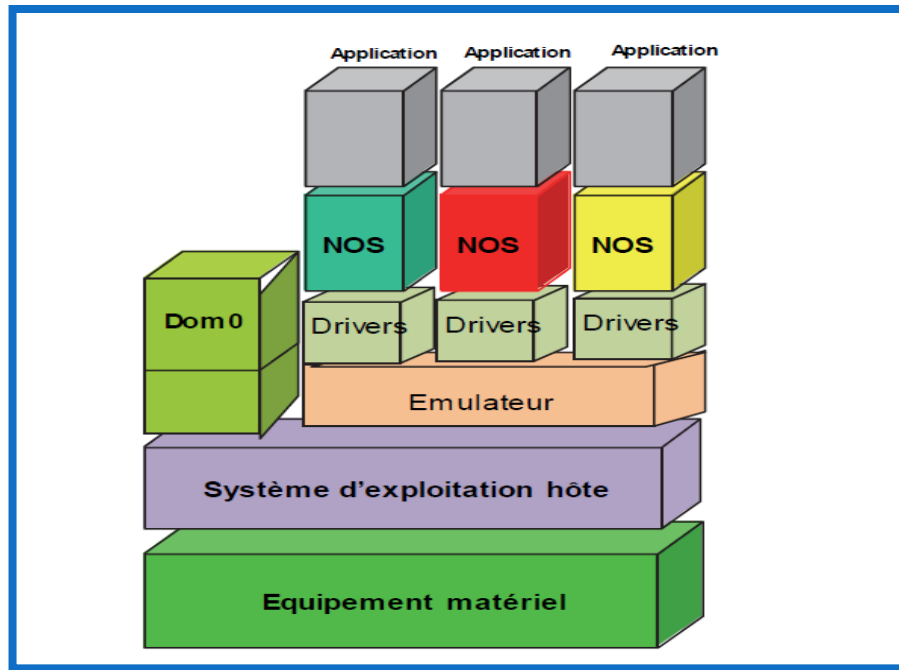 Application Application Application
NOS NOS NOS
Dom0
Drivers Drivers Drivers
Emulateur
Système d'exploitation hôte
Equipement matériel